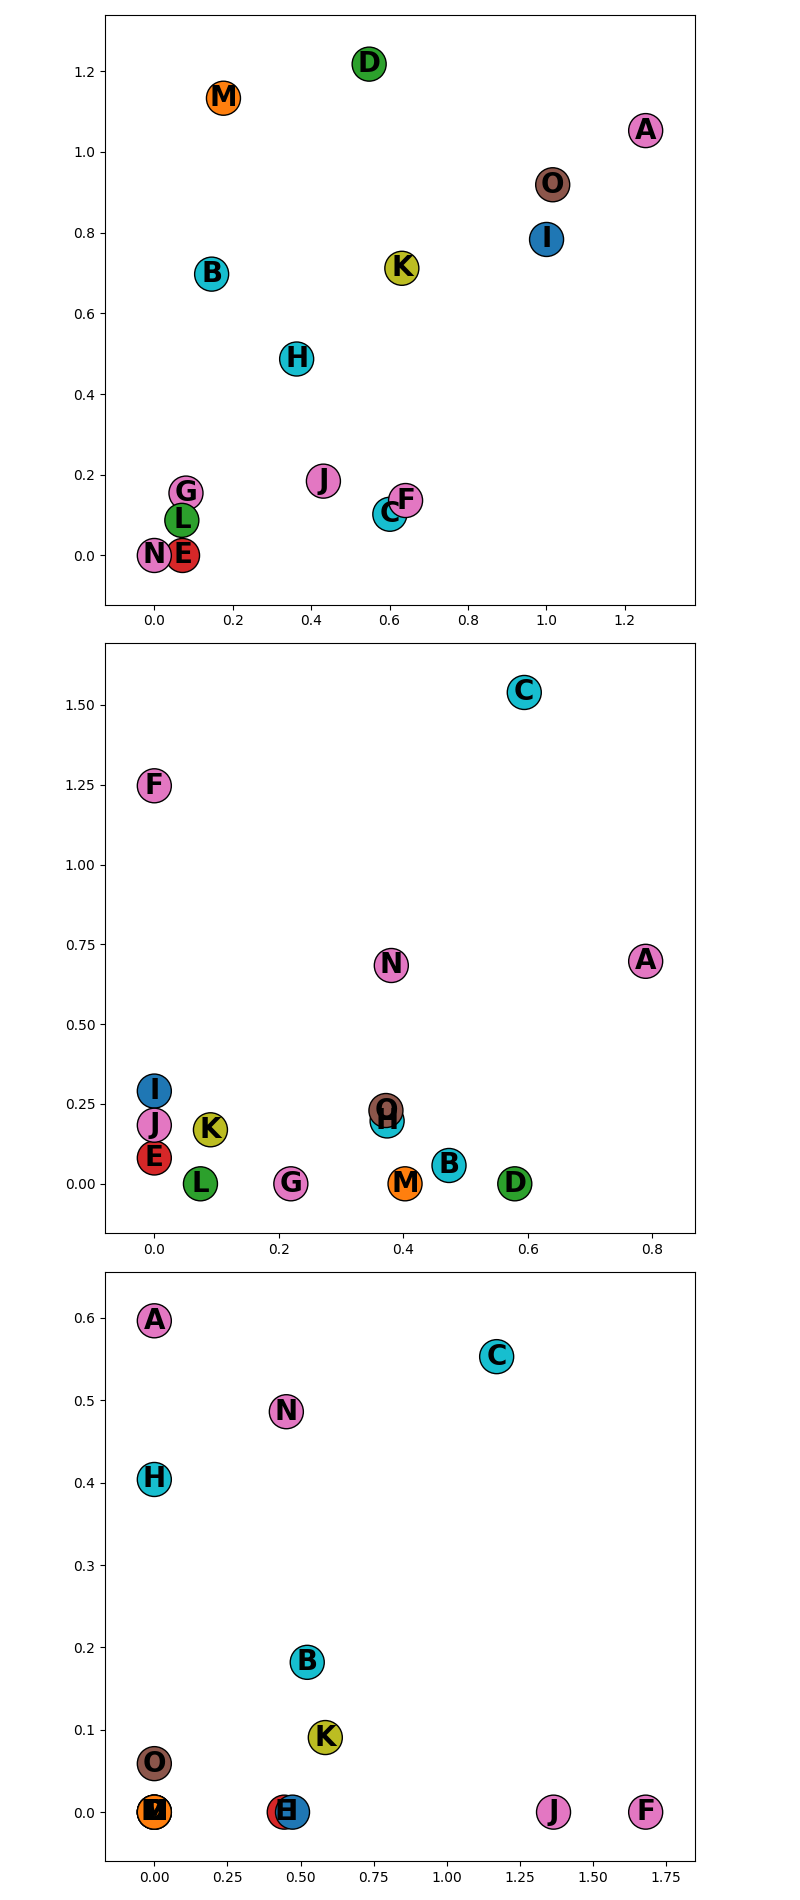 D
1.2
M
A
1.0
O
0.8
I
K
B
0.6
H
0.4
J
0.2
G
F
C
L
0.0
N E
0.0 0.2 0.4 0.6 0.8 1.0 1.2
C
1.50
F
1.25
1.00
N
A
0.75
0.50
I
0.25
O
H
J
K
E
B
0.00
L G M D
0.0 0.2 0.4 0.6 0.8
0.6
A
C
0.5
N
H
0.4
0.3
0.2
B
0.1
K
O
0.0
M E I J F
0.00 0.25 0.50 0.75 1.00 1.25 1.50 1.75